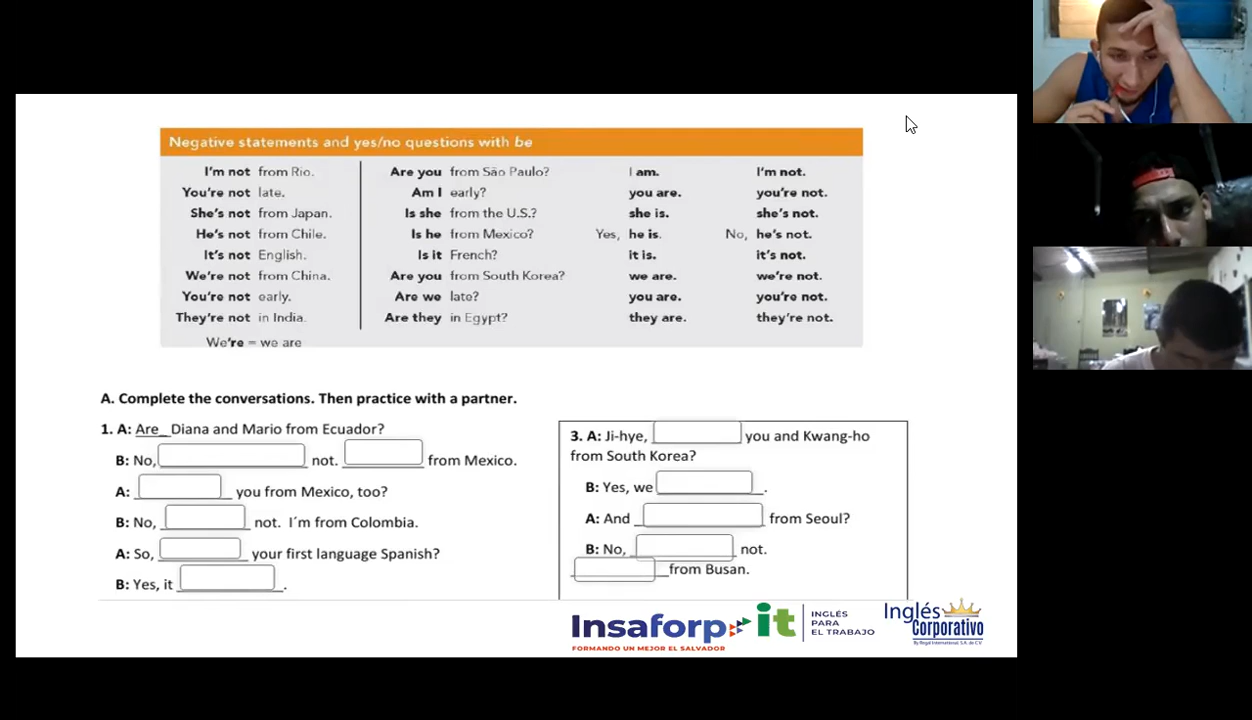 Negative statements and yes/no questions with be
I'm not from Rio.
You're not late.
She's not from Japan.
He's not from Chile.
It's not English.
We're not from China.
You're not early.
They're not in India.
We're = we are
Are you from São Paulo?
Am I early?
Is she from the U.S.?
Is he from Mexico?
Is it French?
Are you from South Korea?
Are we late?
Are they in Egypt?
Yes,
I am.
you are.
she is.
he is.
it is.
we are.
you are.
they are.
No,
I'm not.
you're not.
she's not.
he's not.
it's not.
we're not.
you're not.
they're not.
A. Complete the conversations. Then practice with a partner.
1. A: Are_ Diana and Mario from Ecuador?
B: No, not. from Mexico.
A: you from Mexico, too?
B: No, not. I´m from Colombia.
A: So, your first language Spanish?
B: Yes, it .
3. A: Ji-hye, you and Kwang-ho
from South Korea?
B: Yes, we .
A: And from Seoul?
B: No, not.
from Busan.
Insaforp
FORMANDO UN MEJOR EL SALVADOR
it
INGLÉS
PARA
EL TRABAJO
Inglés
Corporativo
By Regal International, S.A. de C.V.